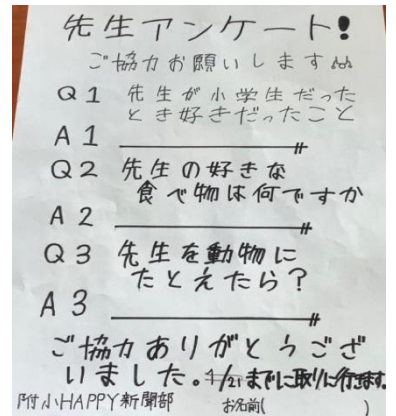 先生アンケート!
ご協力お願いします
Q1 先生が小学生だった
とき好きだったこと
A1
Q2 先生の好きな
食べ物は何ですか
A2
Q3 先生を動物に
たとえたら?
A3
ご協力ありがとうござ
いました。1/21までに取りに行きます。
附小HAPPY新聞部 お名前( )